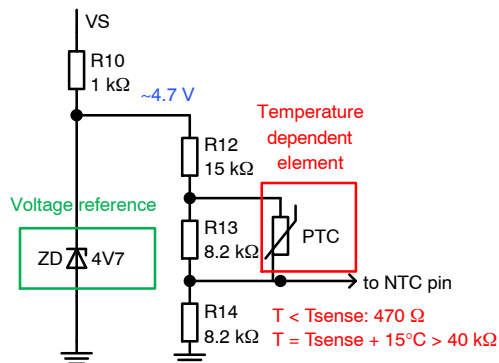 VS
R10
1 kΩ
~4.7 V
Temperature
dependent
element
R12
15 kΩ
Voltage reference
R13
8.2 kΩ
PTC
ZD
4V7
to NTC pin
R14
8.2 kΩ
T < Tsense: 470 Ω
T = Tsense + 15°C > 40 kΩ